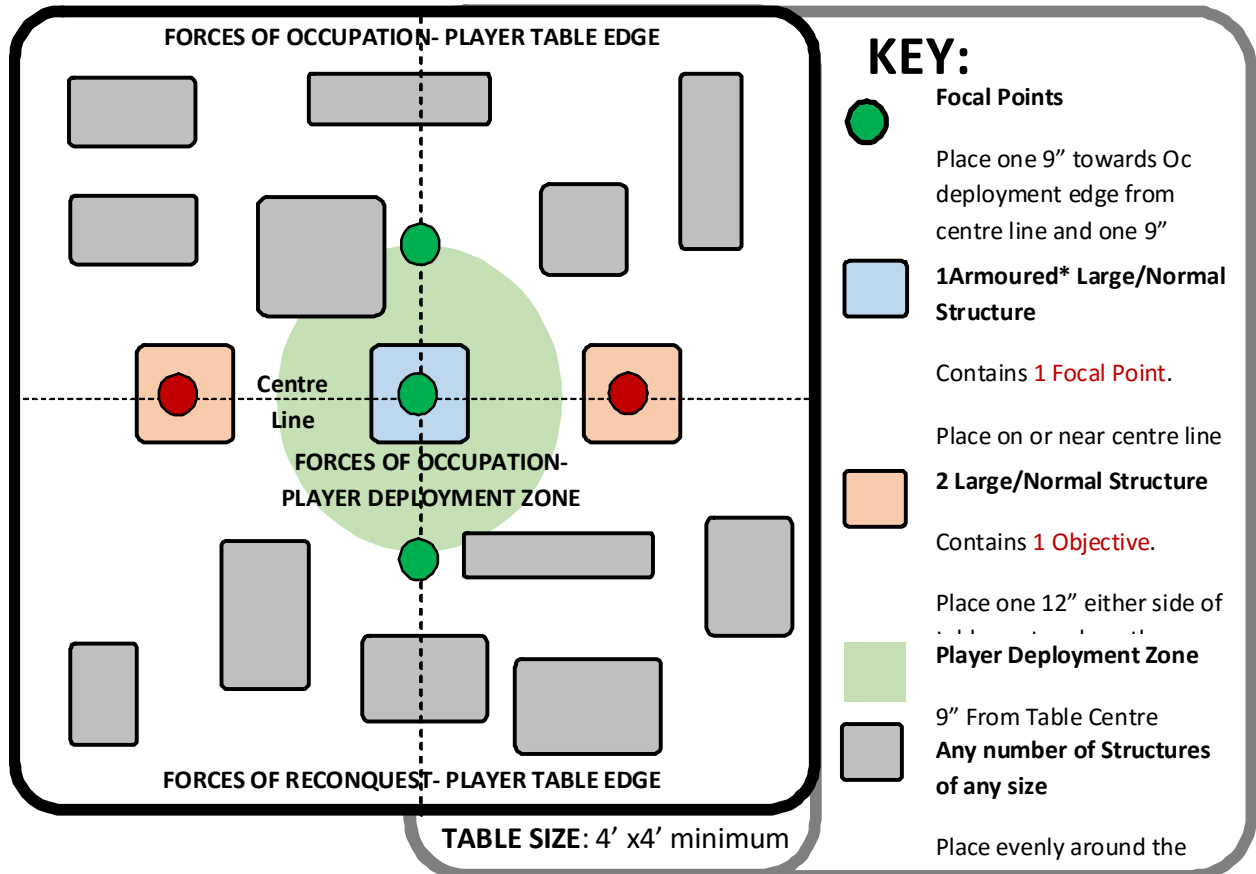 FORCES OF OCCUPATION- PLAYER TABLE EDGE
Centre
Line
FORCES OF OCCUPATION-
PLAYER DEPLOYMENT ZONE
FORCES OF RECONQUEST- PLAYER TABLE EDGE
TABLE SIZE: 4’ x4’ minimum
KEY:
Focal Points
Place one 9” towards Oc
deployment edge from
centre line and one 9”
1Armoured* Large/Normal
Structure
Contains 1 Focal Point.
Place on or near centre line
2 Large/Normal Structure
Contains 1 Objective.
Place one 12” either side of
Player Deployment Zone
9” From Table Centre
Any number of Structures
of any size
Place evenly around the